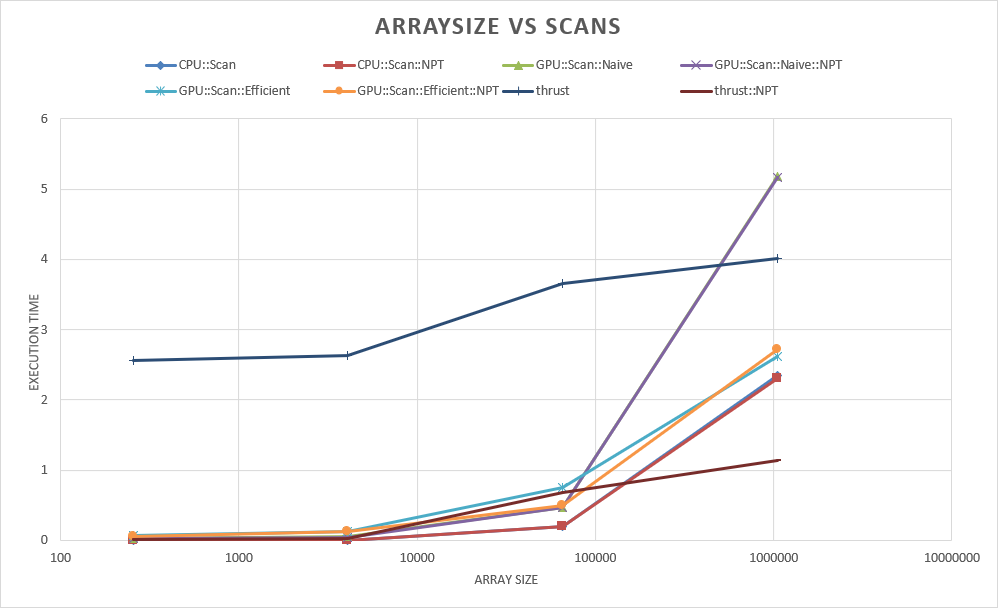 ARRAYSIZE VS SCANS
CPU::Scan CPU::Scan::NPT GPU::Scan::Naive GPU::Scan::Naive::NPT
GPU::Scan::Efficient GPU::Scan::Efficient::NPT thrust thrust::NPT
6
5
4
3
2
1
0
EXECUTION TIME
100 1000 10000 100000 1000000 10000000
ARRAY SIZE